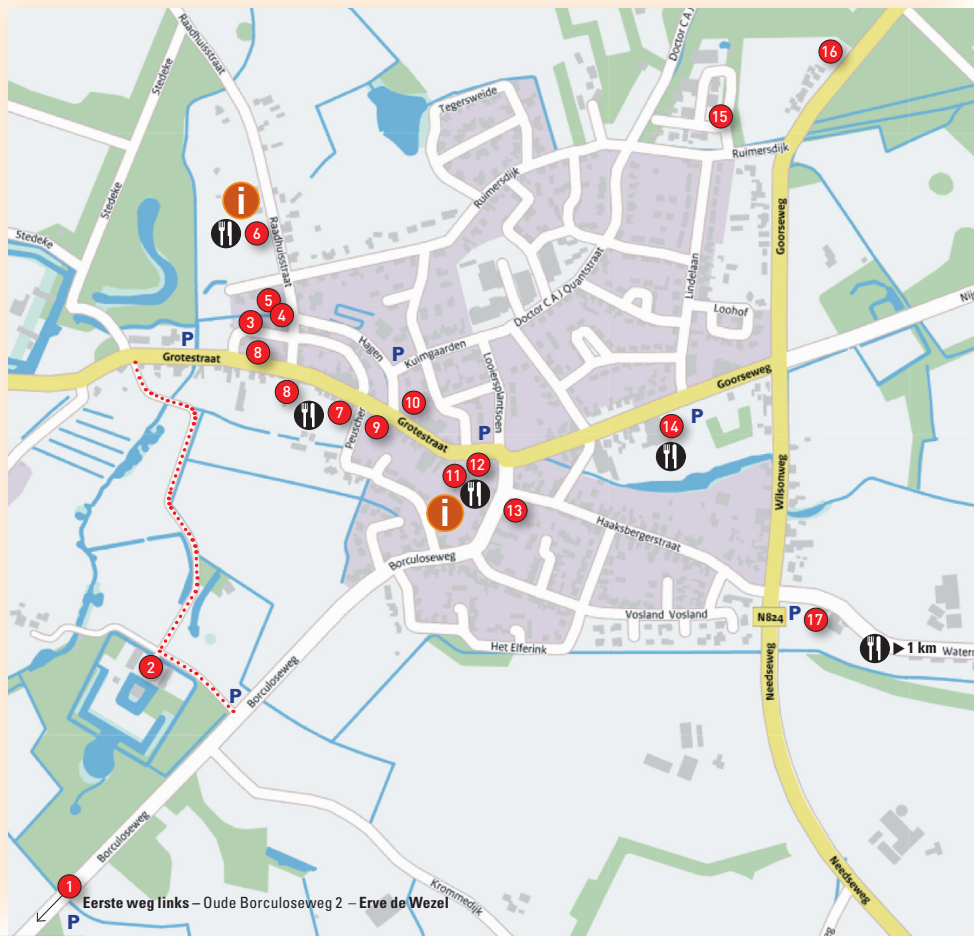 Raadhuisstraat
Stedeke
Doctor C A J
16
Tegersweide
15
Ruimersdijk
Ruimersdijk
Stedeke
i
6
Raadhuisstraat
Goorseweg
Stedeke
Lindelaan
Doctor C A J Quantstraat
5
4
3
Loohof
P
Hagen
P
Kuimgaarden
Grotestraat
8
Looiersplantsoen
Goorseweg
8
7
10
P
Peuscher
9
Grotestraat
14
P
12
11
i
13
Wilsonweg
Haaksbergerstraat
Borculoseweg
Vosland Vosland
N824
P
17
Het Elferink
1 km
2
P
Borculoseweg
Needseweg
Borculoseweg
Krommedijk
Needseweg
1
Eerste weg links – Oude Borculoseweg 2 – Erve de Wezel
P